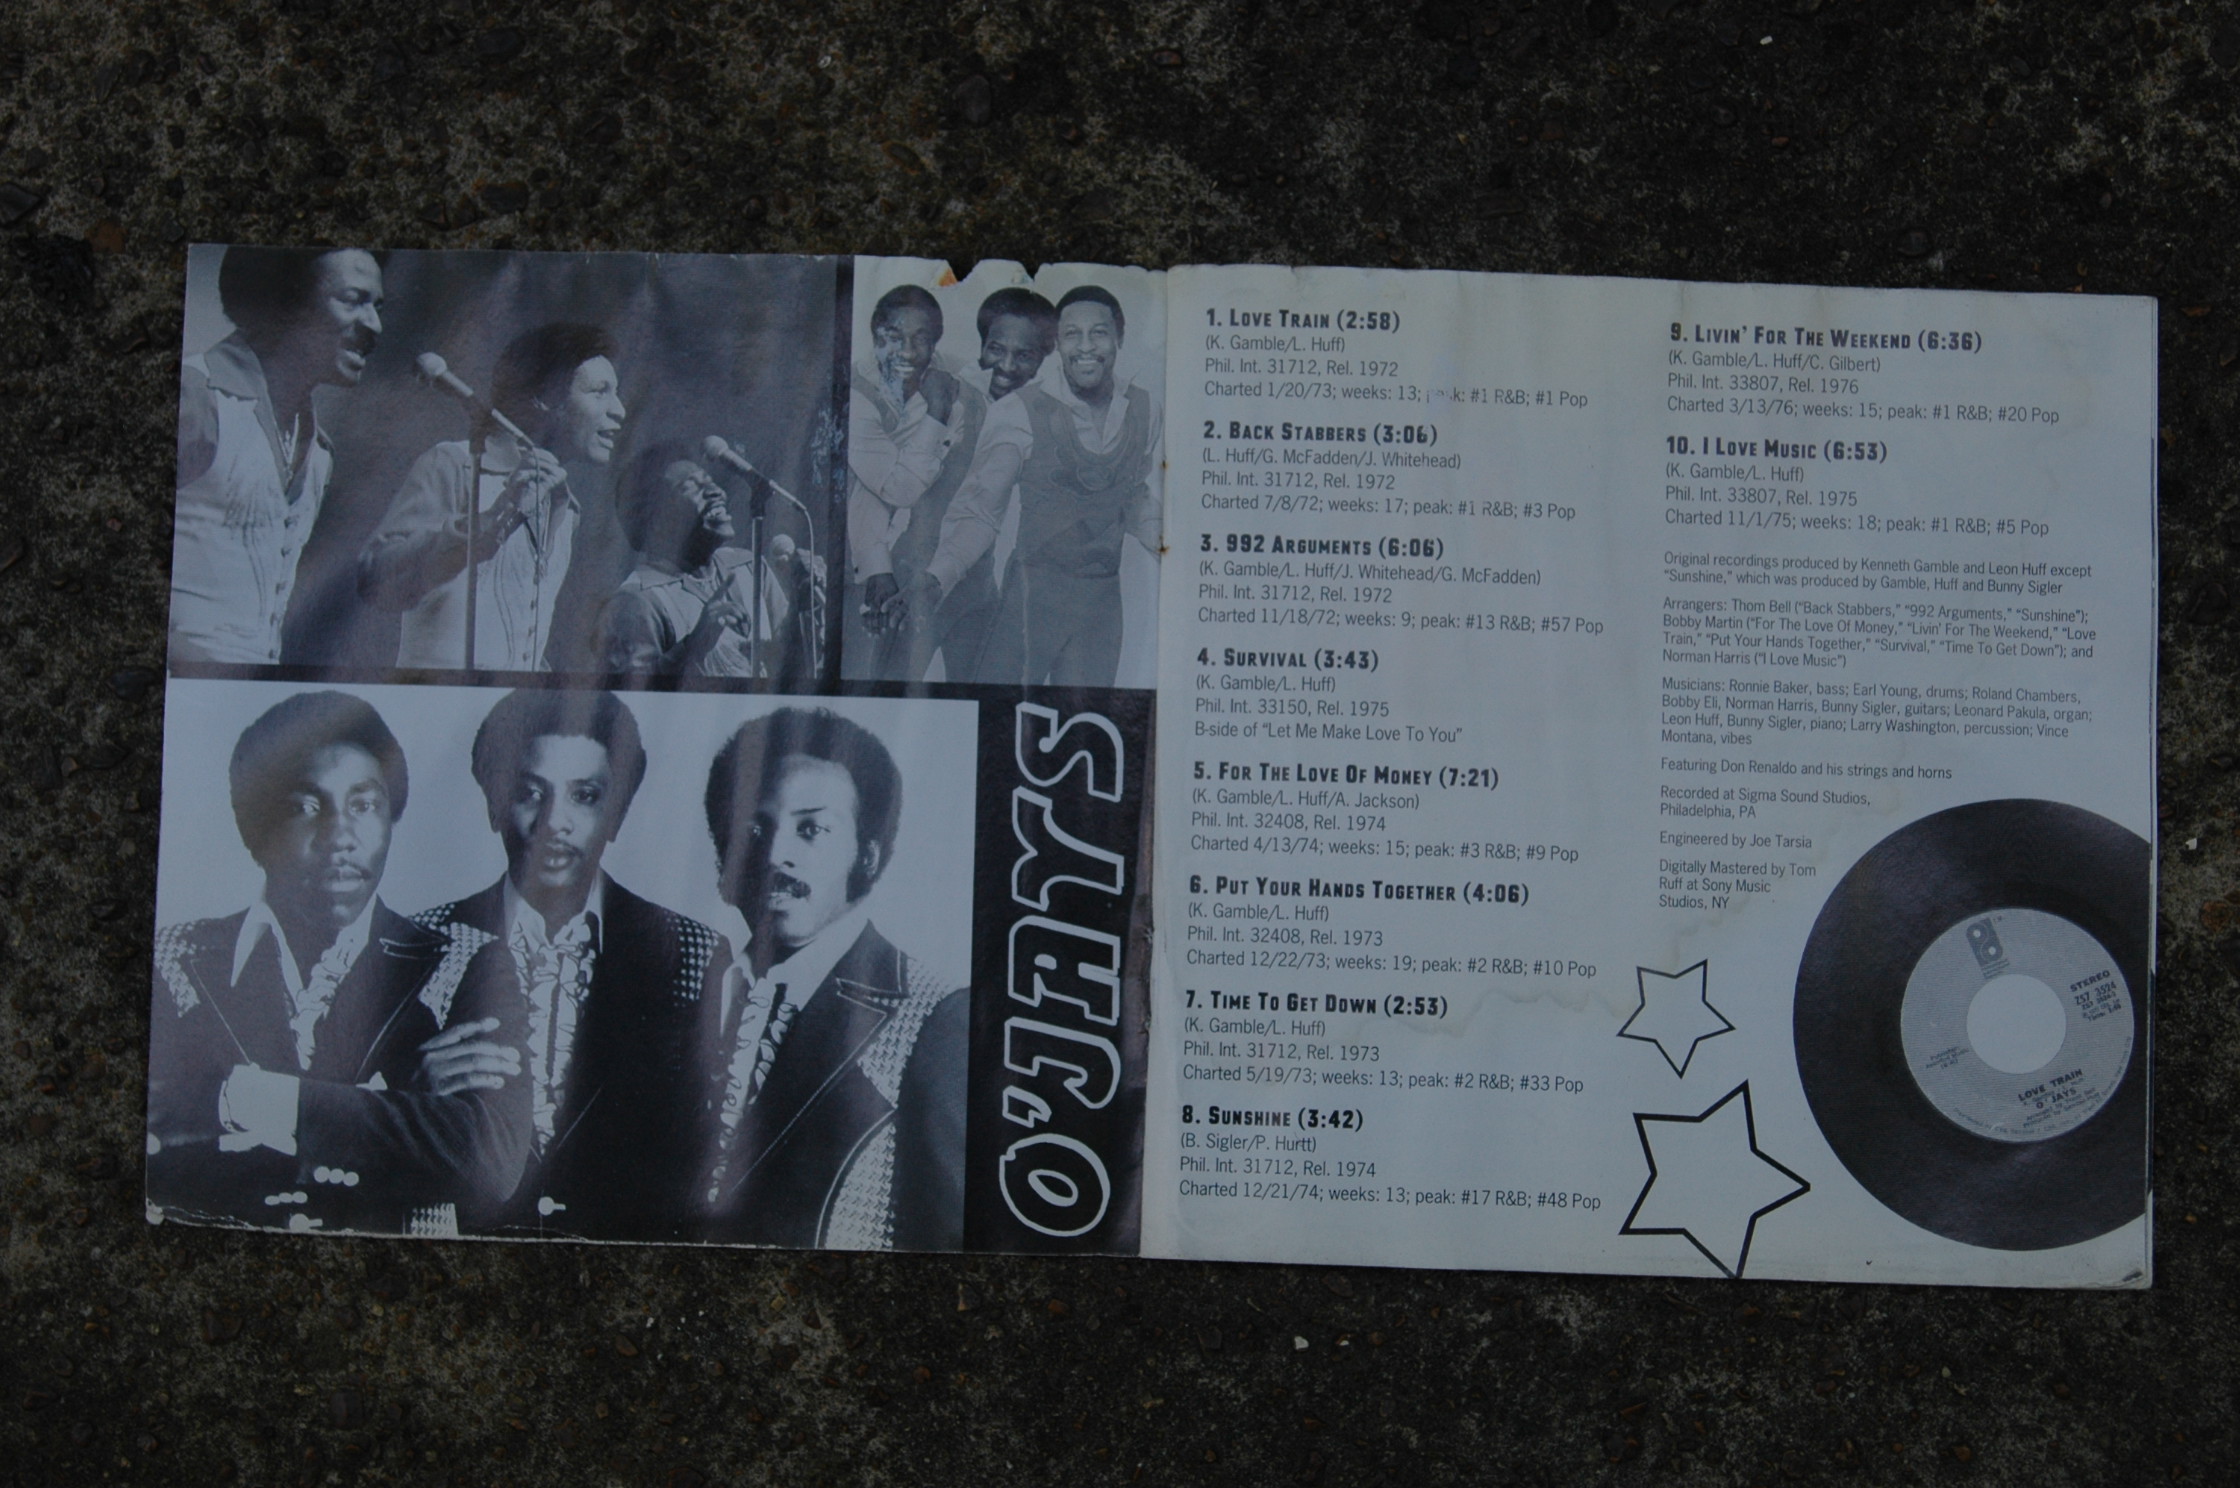 O'JAYS
1. LOVE TRAIN (2:58)
(K. Gamble/L. Huff)
Phil. Int. 31712, Rel. 1972
Charted 1/20/73; weeks: 13; peak: #1 R&B; #1 Pop
2. BACK STABBERS (3:06)
(L. Huff/G. McFadden/J. Whitehead)
Phil. Int. 31712, Rel. 1972
Charted 7/8/72; weeks: 17; peak: #1 R&B; #3 Pop
3. 992 ARGUMENTS (6:06)
(K. Gamble/L. Huff/J. Whitehead/G. McFadden)
Phil. Int. 31712, Rel. 1972
Charted 11/18/72; weeks: 9; peak: #13 R&B; #57 Pop
4. SURVIVAL (3:43)
(K. Gamble/L. Huff)
Phil. Int. 33150, Rel. 1975
B-side of "Let Me Make Love To You"
5. FOR THE LOVE OF MONEY (7:21)
(K. Gamble/L. Huff/A. Jackson)
Phil. Int. 32408, Rel. 1974
Charted 4/13/74; weeks: 15; peak: #3 R&B; #9 Pop
6. PUT YOUR HANDS TOGETHER (4:06)
(K. Gamble/L. Huff)
Phil. Int. 32408, Rel. 1973
Charted 12/22/73; weeks: 19; peak: #2 R&B; #10 Pop
7. TIME TO GET DOWN (2:53)
(K. Gamble/L. Huff)
Phil. Int. 31712, Rel. 1973
Charted 5/19/73; weeks: 13; peak: #2 R&B; #33 Pop
8. SUNSHINE (3:42)
(B. Sigler/P. Hurtt)
Phil. Int. 31712, Rel. 1974
Charted 12/21/74; weeks: 13; peak: #17 R&B; #48 Pop
9. LIVIN' FOR THE WEEKEND (6:36)
(K. Gamble/L. Huff/C. Gilbert)
Phil. Int. 33807, Rel. 1976
Charted 3/13/76; weeks: 15; peak: #1 R&B; #20 Pop
10. I LOVE MUSIC (6:53)
(K. Gamble/L. Huff)
Phil. Int. 33807, Rel. 1975
Charted 11/1/75; weeks: 18; peak: #1 R&B; #5 Pop
Original recordings produced by Kenneth Gamble and Leon Huff except
"Sunshine," which was produced by Gamble, Huff and Bunny Sigler
Arrangers: Thom Bell ("Back Stabbers," "992 Arguments," "Sunshine");
Bobby Martin ("For The Love Of Money," "Livin' For The Weekend," "Love
Train," "Put Your Hands Together," "Survival," "Time To Get Down"); and
Norman Harris ("I Love Music")
Musicians: Ronnie Baker, bass; Earl Young, drums; Roland Chambers,
Bobby Eli, Norman Harris, Bunny Sigler, guitars; Leonard Pakula, organ;
Leon Huff, Bunny Sigler, piano; Larry Washington, percussion; Vince
Montana, vibes
Featuring Don Renaldo and his strings and horns
Recorded at Sigma Sound Studios,
Philadelphia, PA
Engineered by Joe Tarsia
Digitally Mastered by Tom
Ruff at Sony Music
Studios, NY
STEREO
ZS7 3524
LOVE TRAIN
O'JAYS